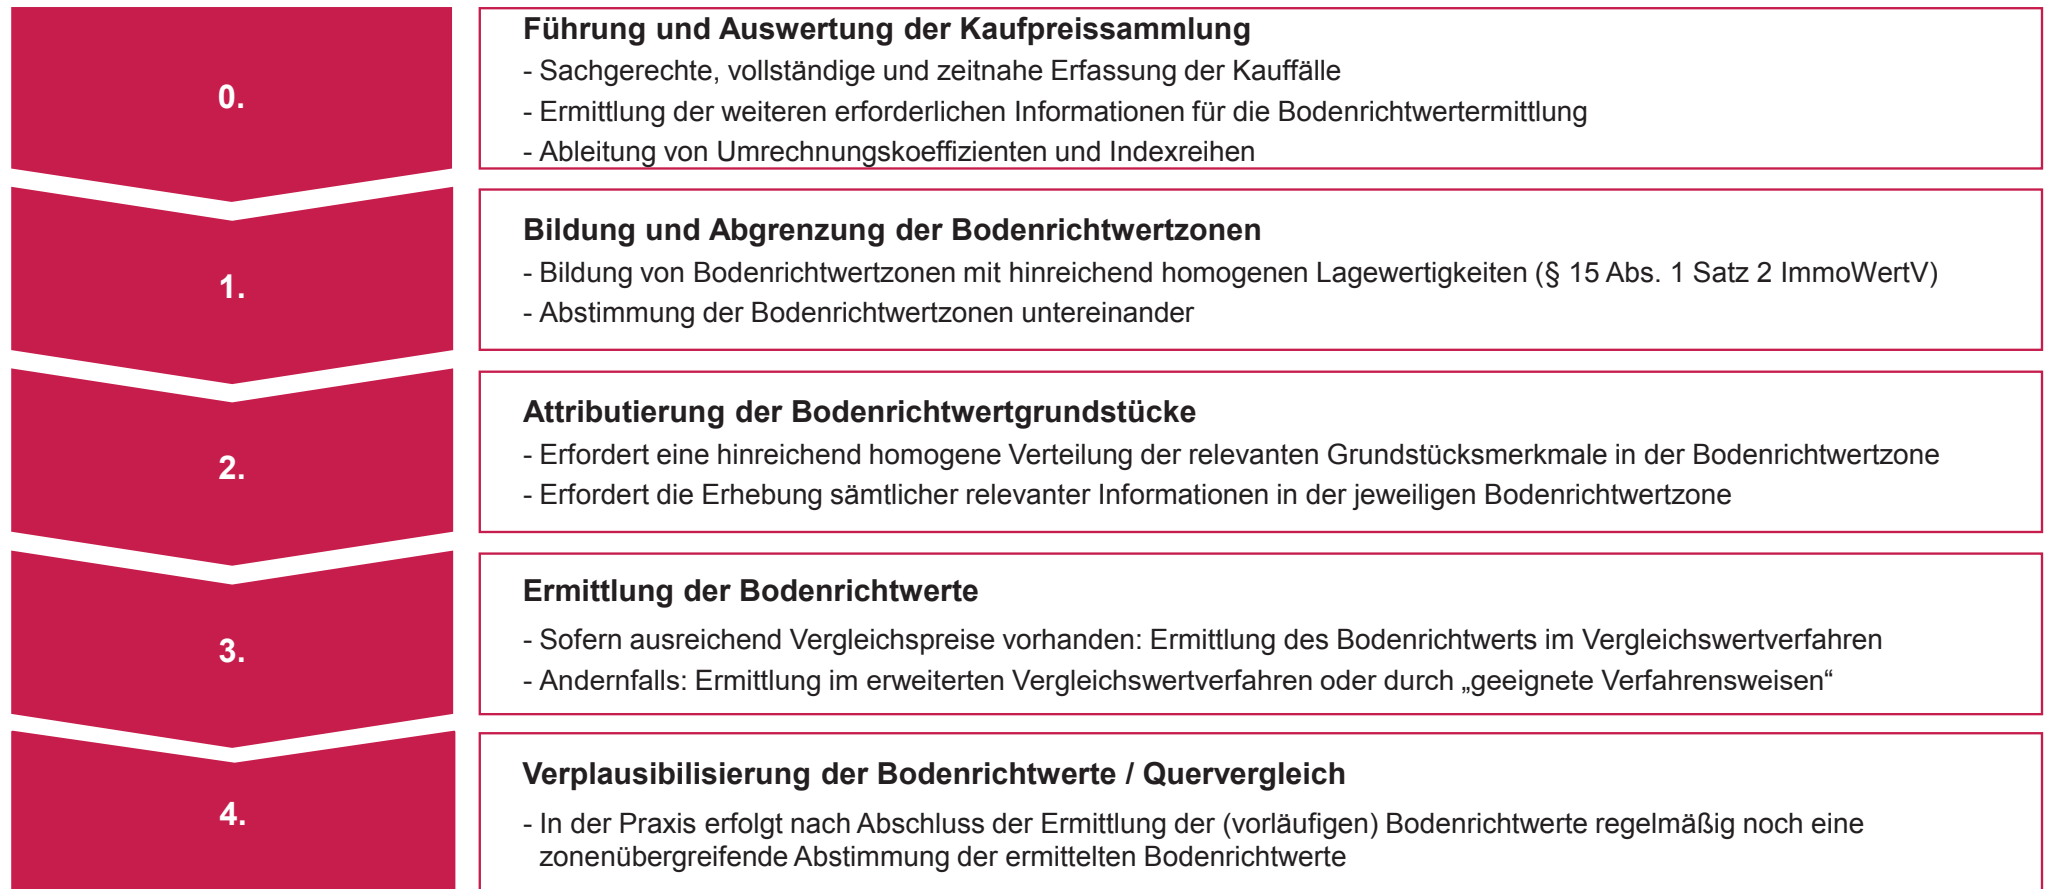 0.
Führung und Auswertung der Kaufpreissammlung
- Sachgerechte, vollständige und zeitnahe Erfassung der Kauffälle
- Ermittlung der weiteren erforderlichen Informationen für die Bodenrichtwertermittlung
- Ableitung von Umrechnungskoeffizienten und Indexreihen
1.
Bildung und Abgrenzung der Bodenrichtwertzonen
- Bildung von Bodenrichtwertzonen mit hinreichend homogenen Lagewertigkeiten (§ 15 Abs. 1 Satz 2 ImmoWertV)
- Abstimmung der Bodenrichtwertzonen untereinander
2.
Attributierung der Bodenrichtwertgrundstücke
- Erfordert eine hinreichend homogene Verteilung der relevanten Grundstücksmerkmale in der Bodenrichtwertzone
- Erfordert die Erhebung sämtlicher relevanter Informationen in der jeweiligen Bodenrichtwertzone
3.
Ermittlung der Bodenrichtwerte
- Sofern ausreichend Vergleichspreise vorhanden: Ermittlung des Bodenrichtwerts im Vergleichswertverfahren
- Andernfalls: Ermittlung im erweiterten Vergleichswertverfahren oder durch „geeignete Verfahrensweisen“
4.
Verplausibilisierung der Bodenrichtwerte / Quervergleich
- In der Praxis erfolgt nach Abschluss der Ermittlung der (vorläufigen) Bodenrichtwerte regelmäßig noch eine
zonenübergreifende Abstimmung der ermittelten Bodenrichtwerte